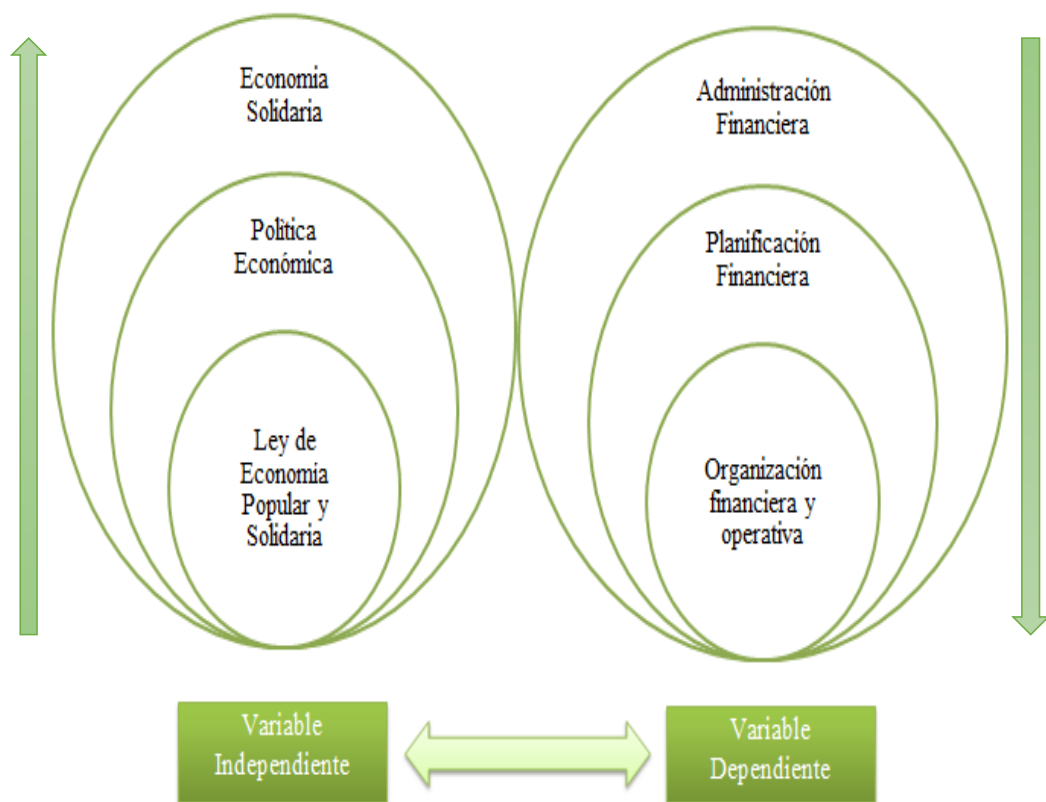 Economia
Solidaria
Politica
Económica
Ley de
Economia
Popular y
Solidaria
Administración
Financiera
Planificación
Financiera
Organización
financiera y
operativa
Variable
Independiente
Variable
Dependiente